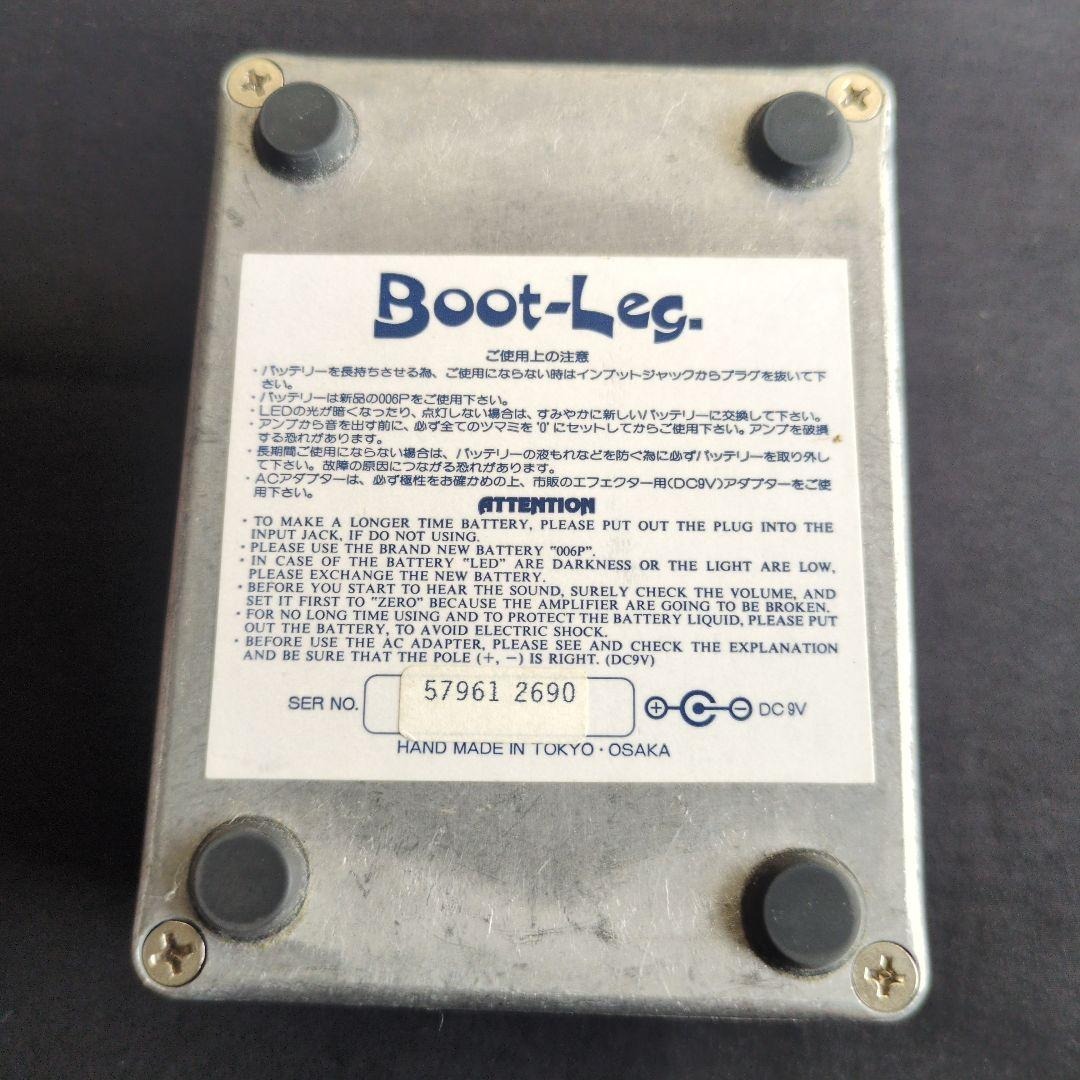 Boot-Leg.
ご使用上の注意
・バッテリーを長持ちさせる為、ご使用にならない時はインプットジャックからプラグを抜いて下
さい。
・バッテリーは新品の006Pをご使用下さい。
・LEDの光が暗くなったり、点灯しない場合は、すみやかに新しいバッテリーに交換して下さい。
・アンプから音を出す前に、必ず全てのツマミを"0"にセットしてからご使用下さい。アンプを破損
する恐れがあります。
・長期間ご使用にならない場合は、バッテリーの液もれなどを防ぐ為に必ずバッテリーを取り外し
て下さい。故障の原因につながる恐れがあります。
・ACアダプターは、必ず極性をお確かめの上、市販のエフェクター用(DC9V)アダプターをご使
用下さい。
ATTENTION
・TO MAKE A LONGER TIME BATTERY, PLEASE PUT OUT THE PLUG INTO THE
INPUT JACK, IF DO NOT USING.
・PLEASE USE THE BRAND NEW BATTERY "006P".
・IN CASE OF THE BATTERY "LED" ARE DARKNESS OR THE LIGHT ARE LOW,
PLEASE EXCHANGE THE NEW BATTERY.
・BEFORE YOU START TO HEAR THE SOUND, SURELY CHECK THE VOLUME, AND
SET IT FIRST TO "ZERO" BECAUSE THE AMPLIFIER ARE GOING TO BE BROKEN.
・FOR NO LONG TIME USING AND TO PROTECT THE BATTERY LIQUID, PLEASE PUT
OUT THE BATTERY, TO AVOID ELECTRIC SHOCK.
・BEFORE USE THE AC ADAPTER, PLEASE SEE AND CHECK THE EXPLANATION
AND BE SURE THAT THE POLE (+, −) IS RIGHT. (DC9V)
SER NO. 57961 2690 + − DC 9V
HAND MADE IN TOKYO・OSAKA